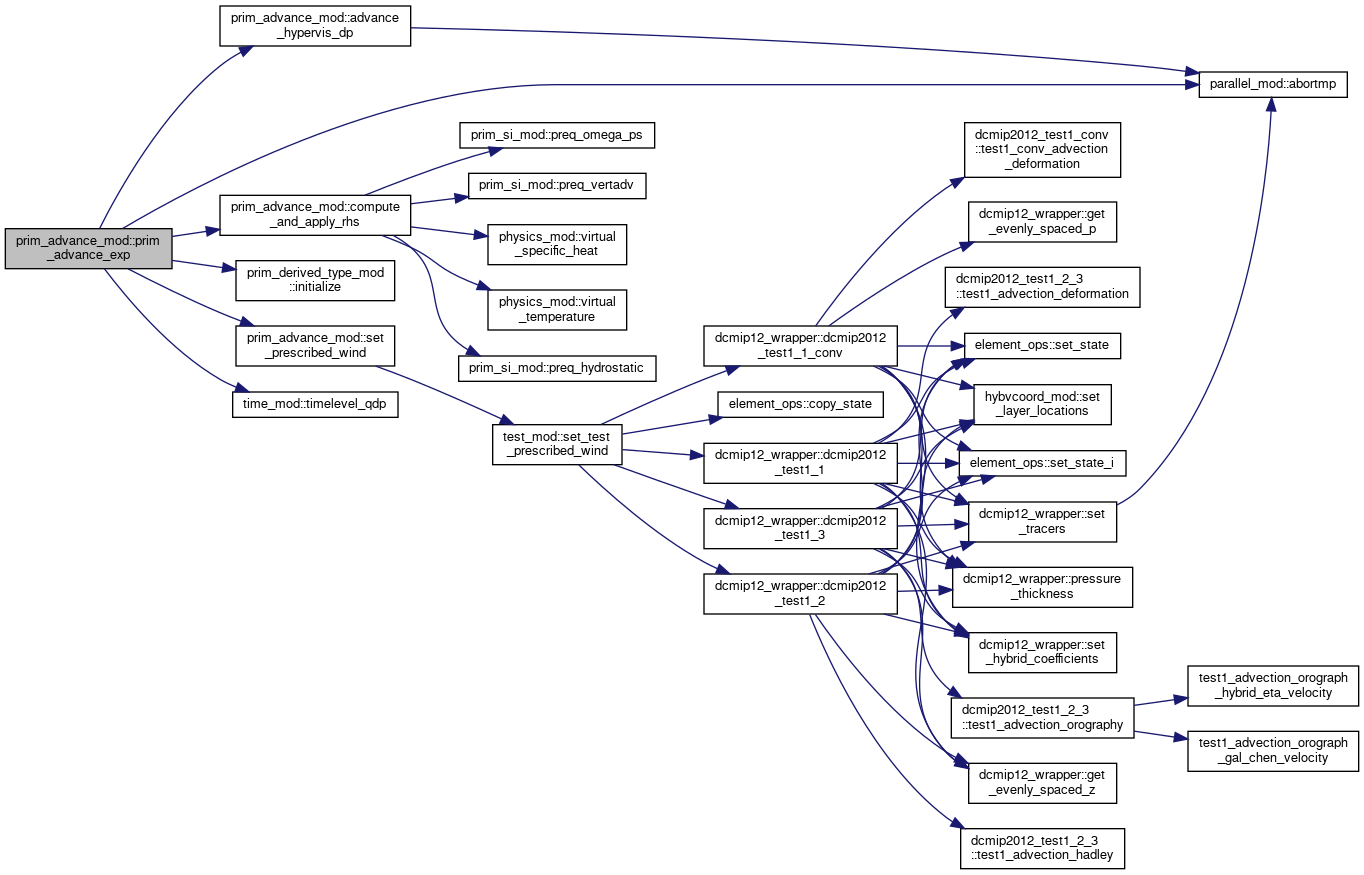 prim_advance_mod::prim
_advance_exp
prim_advance_mod::advance
_hypervis_dp
prim_advance_mod::compute
_and_apply_rhs
prim_derived_type_mod
::initialize
prim_advance_mod::set
_prescribed_wind
time_mod::timelevel_qdp
prim_si_mod::preq_omega_ps
prim_si_mod::preq_vertadv
physics_mod::virtual
_specific_heat
physics_mod::virtual
_temperature
prim_si_mod::preq_hydrostatic
test_mod::set_test
_prescribed_wind
dcmip12_wrapper::dcmip2012
_test1_1_conv
element_ops::copy_state
dcmip12_wrapper::dcmip2012
_test1_1
dcmip12_wrapper::dcmip2012
_test1_3
dcmip12_wrapper::dcmip2012
_test1_2
dcmip2012_test1_conv
::test1_conv_advection
_deformation
dcmip12_wrapper::get
_evenly_spaced_p
dcmip2012_test1_2_3
::test1_advection_deformation
element_ops::set_state
hybvcoord_mod::set
_layer_locations
element_ops::set_state_i
dcmip12_wrapper::set
_tracers
dcmip12_wrapper::pressure
_thickness
dcmip12_wrapper::set
_hybrid_coefficients
dcmip2012_test1_2_3
::test1_advection_orography
dcmip12_wrapper::get
_evenly_spaced_z
dcmip2012_test1_2_3
::test1_advection_hadley
parallel_mod::abortmp
test1_advection_orograph
_hybrid_eta_velocity
test1_advection_orograph
_gal_chen_velocity